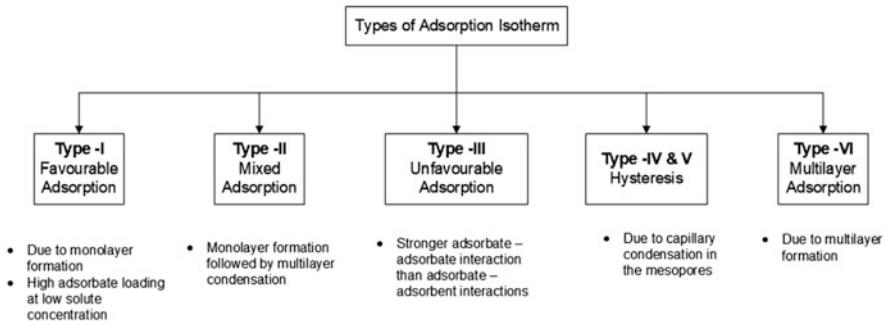 Types of Adsorption Isotherm
Type -I
Favourable
Adsorption
Type -II
Mixed
Adsorption
Type -III
Unfavourable
Adsorption
Type -IV & V
Hysteresis
Type -VI
Multilayer
Adsorption
• Due to monolayer
formation
• High adsorbate loading
at low solute
concentration
• Monolayer formation
followed by multilayer
condensation
• Stronger adsorbate –
adsorbate interaction
than adsorbate –
adsorbent interactions
• Due to capillary
condensation in
the mesopores
• Due to multilayer
formation